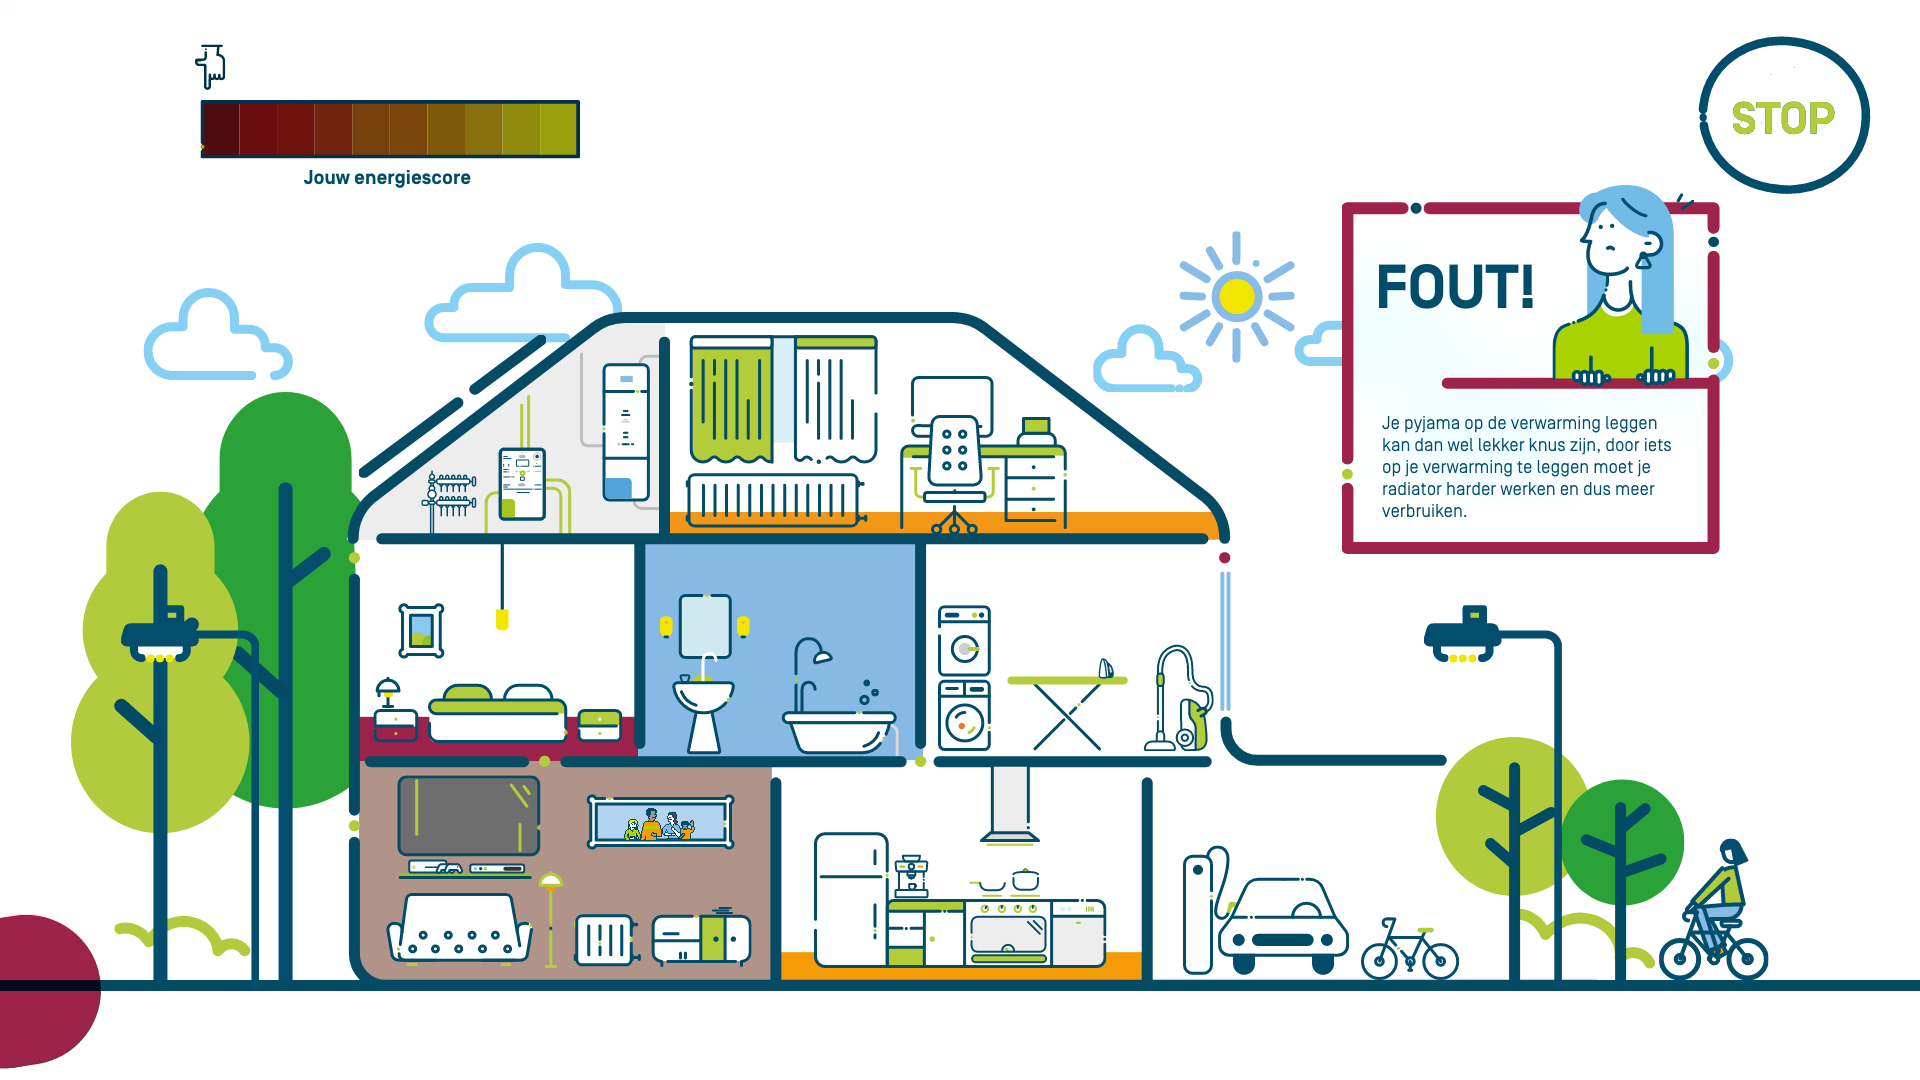 Jouw energiescore
STOP
FOUT!
Je pyjama op de verwarming leggen
kan dan wel lekker knus zijn, door iets
op je verwarming te leggen moet je
radiator harder werken en dus meer
verbruiken.